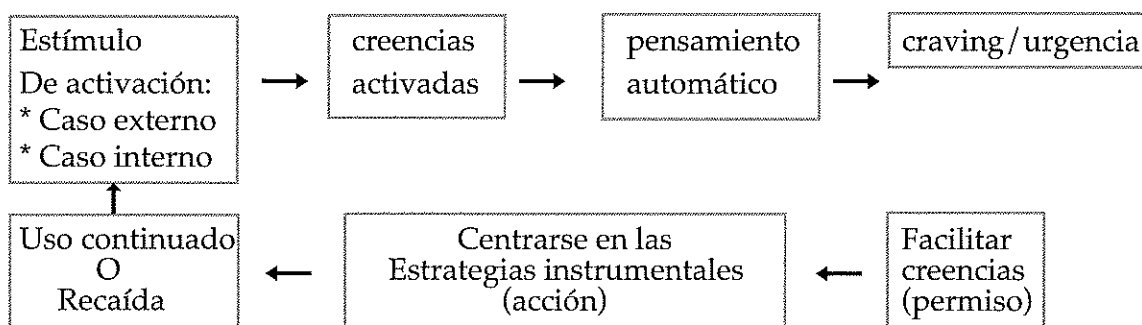 Estímulo
De activación:
* Caso externo
* Caso interno
creencias
activadas
pensamiento
automático
craving/urgencia
Uso continuado
O
Recaída
Centrarse en las
Estrategias instrumentales
(acción)
Facilitar
creencias
(permiso)